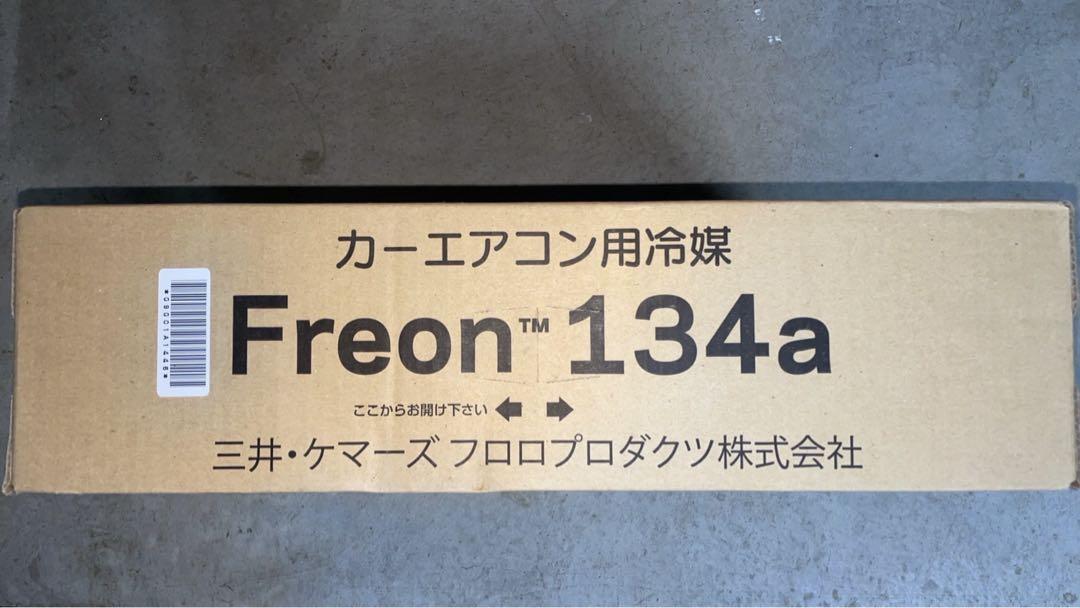 カーエアコン用冷媒
Freon™ 134a
ここからお開け下さい
三井・ケマーズ フロロプロダクツ株式会社
*G9G01A1446*